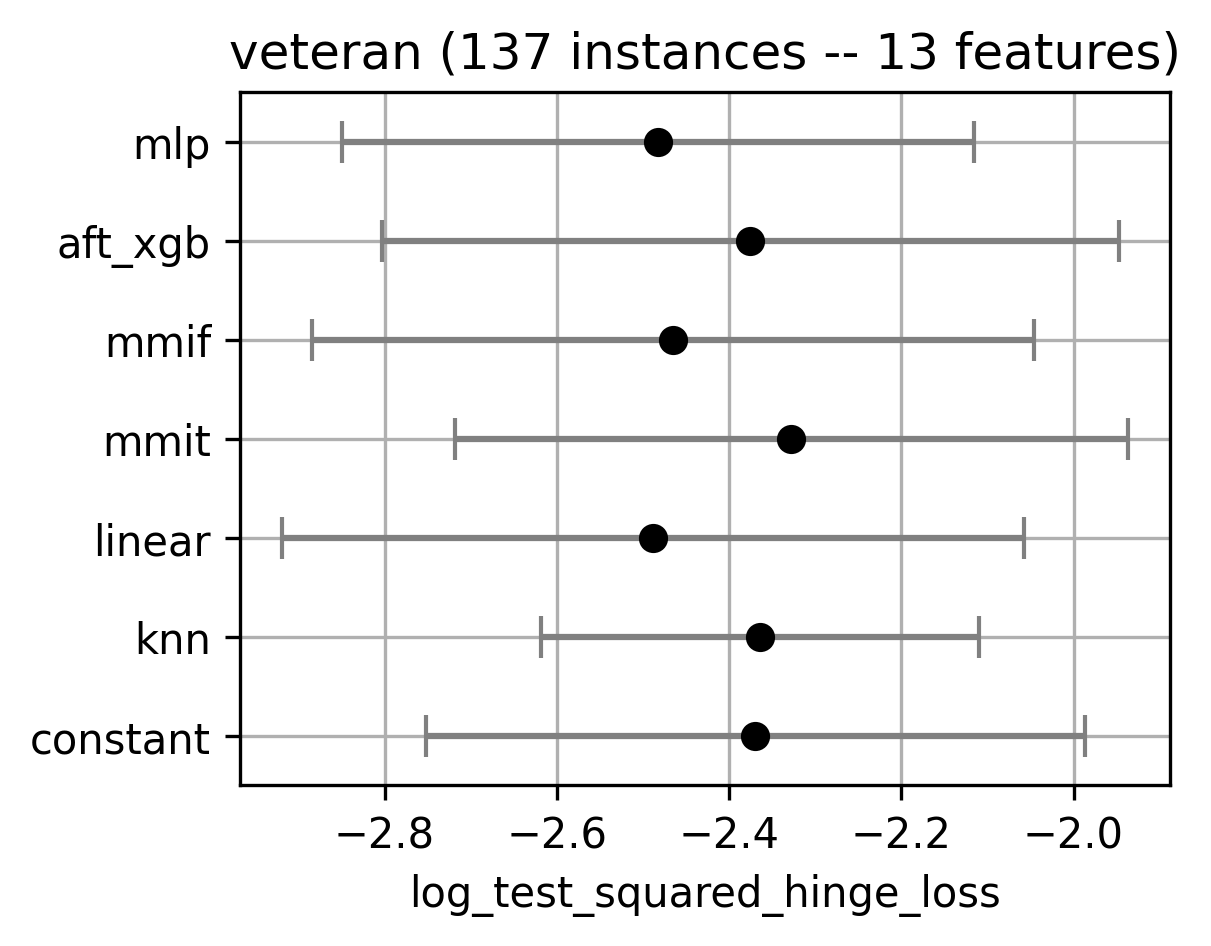 veteran (137 instances -- 13 features)
mlp
aft_xgb
mmif
mmit
linear
knn
constant
−2.8 −2.6 −2.4 −2.2 −2.0
log_test_squared_hinge_loss